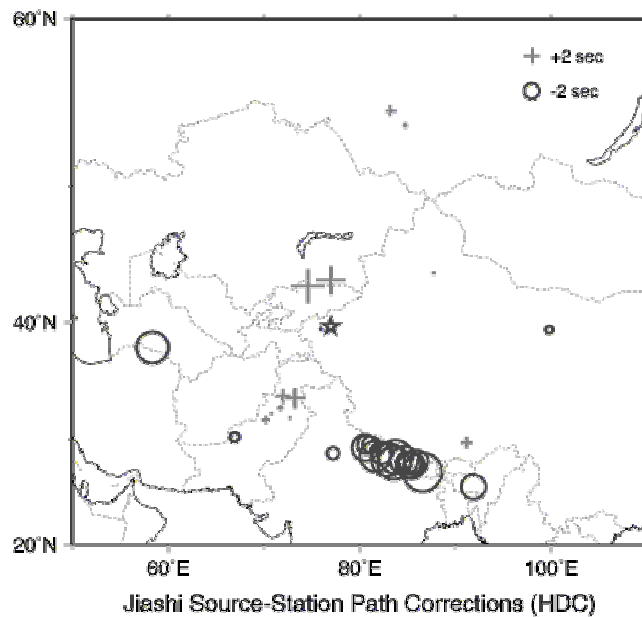 60°N
+2 sec
-2 sec
40°N
20°N
60°E 80°E 100°E
Jiashi Source-Station Path Corrections (HDC)